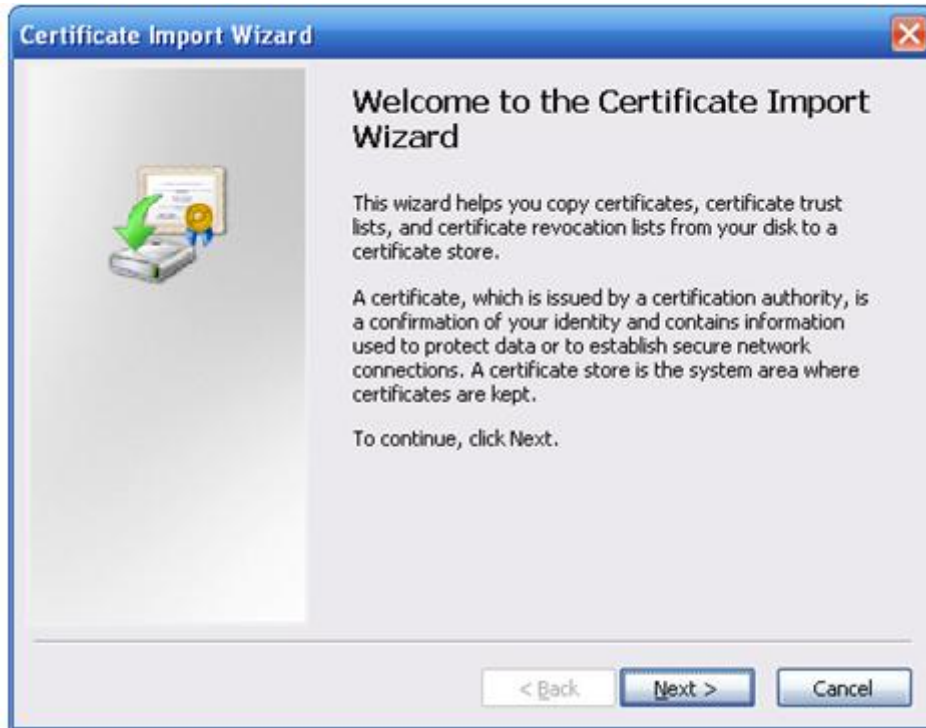 Certificate Import Wizard
Welcome to the Certificate Import
Wizard
This wizard helps you copy certificates, certificate trust
lists, and certificate revocation lists from your disk to a
certificate store.
A certificate, which is issued by a certification authority, is
a confirmation of your identity and contains information
used to protect data or to establish secure network
connections. A certificate store is the system area where
certificates are kept.
To continue, click Next.
< Back
Next >
Cancel